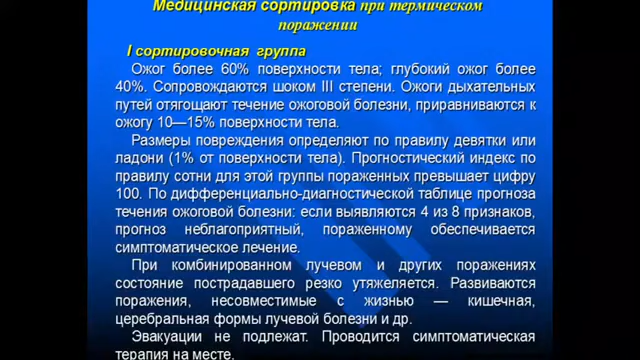 Медицинская сортировка при термическом
поражении
I сортировочная группа
Ожог более 60% поверхности тела; глубокий ожог более
40%. Сопровождаются шоком III степени. Ожоги дыхательных
путей отягощают течение ожоговой болезни, приравниваются к
ожогу 10—15% поверхности тела.
Размеры повреждения определяют по правилу девятки или
ладони (1% от поверхности тела). Прогностический индекс по
правилу сотни для этой группы пораженных превышает цифру
100. По дифференциально-диагностической таблице прогноза
течения ожоговой болезни: если выявляются 4 из 8 признаков,
прогноз неблагоприятный, пораженному обеспечивается
симптоматическое лечение.
При комбинированном лучевом и других поражениях
состояние пострадавшего резко утяжеляется. Развиваются
поражения, несовместимые с жизнью — кишечная,
церебральная формы лучевой болезни и др.
Эвакуации не подлежат. Проводится симптоматическая
терапия на месте.